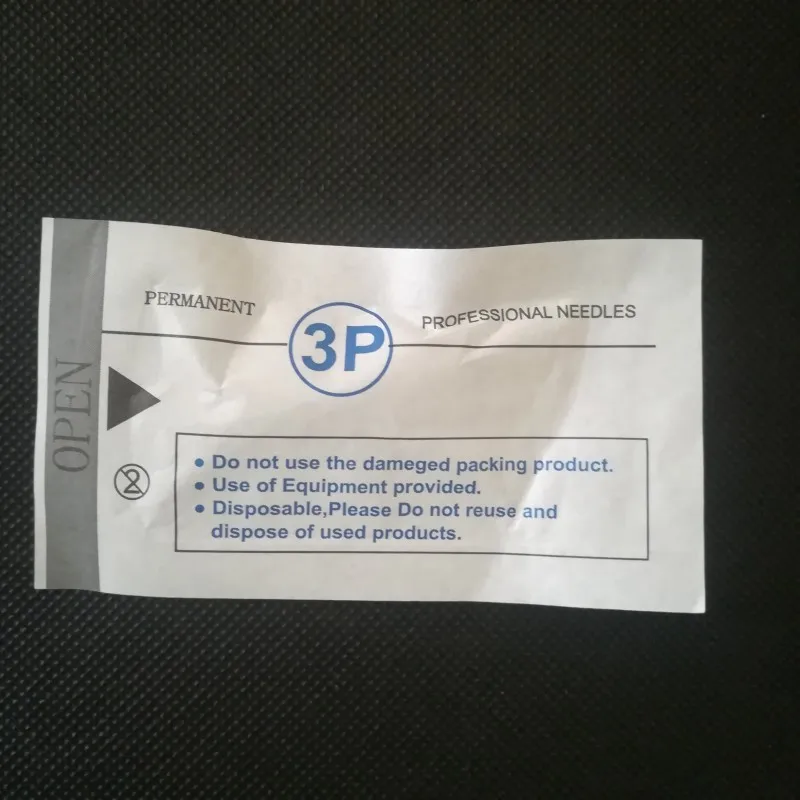 PERMANENT
3P
PROFESSIONAL NEEDLES
OPEN
2
• Do not use the dameged packing product.
• Use of Equipment provided.
• Disposable,Please Do not reuse and
dispose of used products.